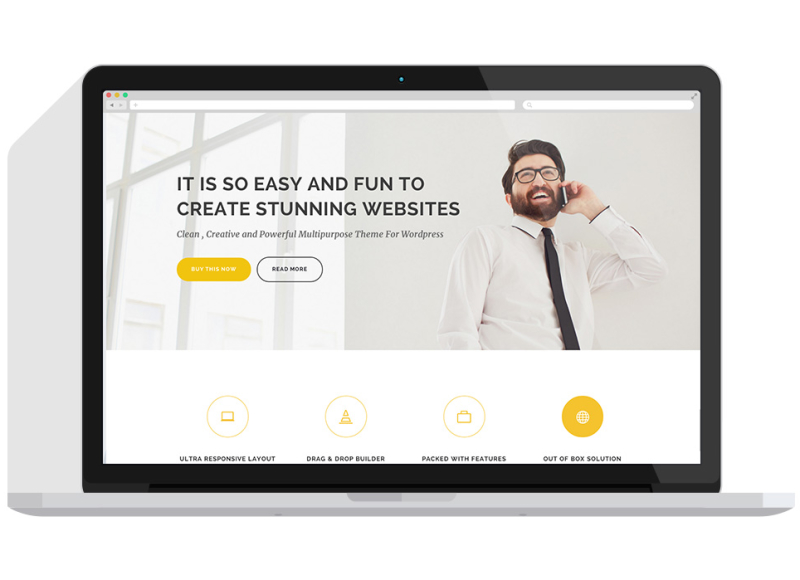 IT IS SO EASY AND FUN TO
CREATE STUNNING WEBSITES
Clean , Creative and Powerful Multipurpose Theme For Wordpress
BUY THIS NOW READ MORE
ULTRA RESPONSIVE LAYOUT DRAG & DROP BUILDER PACKED WITH FEATURES OUT OF BOX SOLUTION